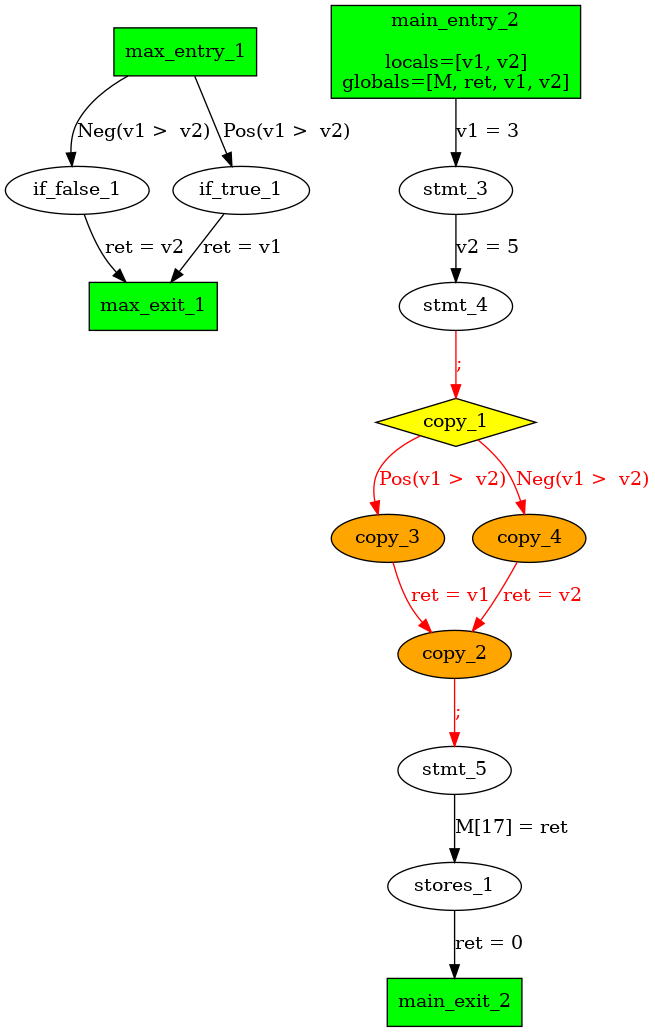 max_entry_1
Neg(v1 >  v2)
Pos(v1 >  v2)
if_false_1
if_true_1
ret = v2
ret = v1
max_exit_1
main_entry_2
locals=[v1, v2]
globals=[M, ret, v1, v2]
v1 = 3
stmt_3
v2 = 5
stmt_4
;
copy_1
Pos(v1 >  v2)
Neg(v1 >  v2)
copy_3
copy_4
ret = v1
ret = v2
copy_2
;
stmt_5
M[17] = ret
stores_1
ret = 0
main_exit_2